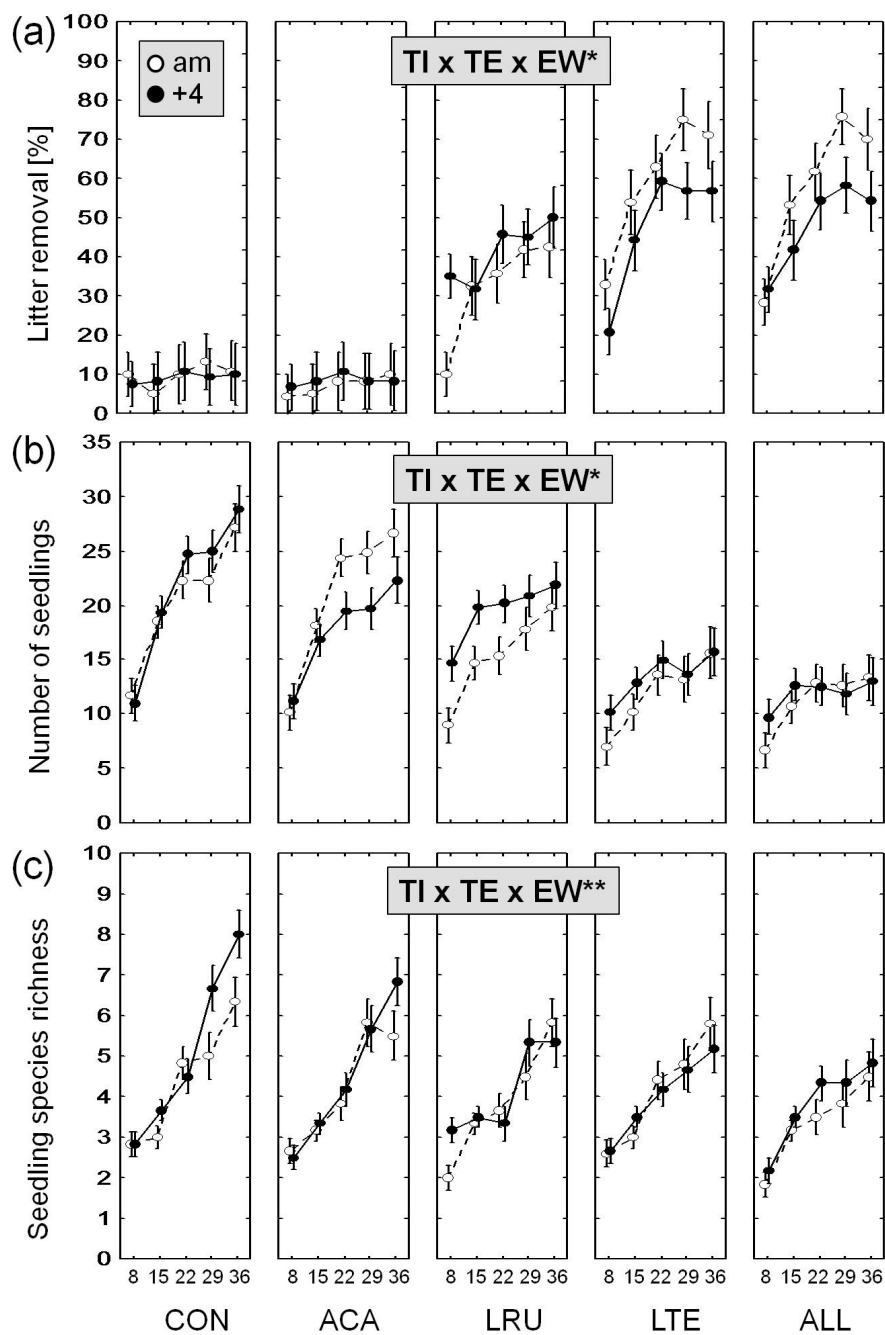 (a)
Litter removal [%]
100
90
80
70
60
50
40
30
20
10
0
am
+4
TI x TE x EW*
(b)
Number of seedlings
35
30
25
20
15
10
5
0
TI x TE x EW*
(c)
Seedling species richness
10
9
8
7
6
5
4
3
2
1
0
TI x TE x EW**
8 15 22 29 36 8 15 22 29 36 8 15 22 29 36 8 15 22 29 36 8 15 22 29 36
CON ACA LRU LTE ALL